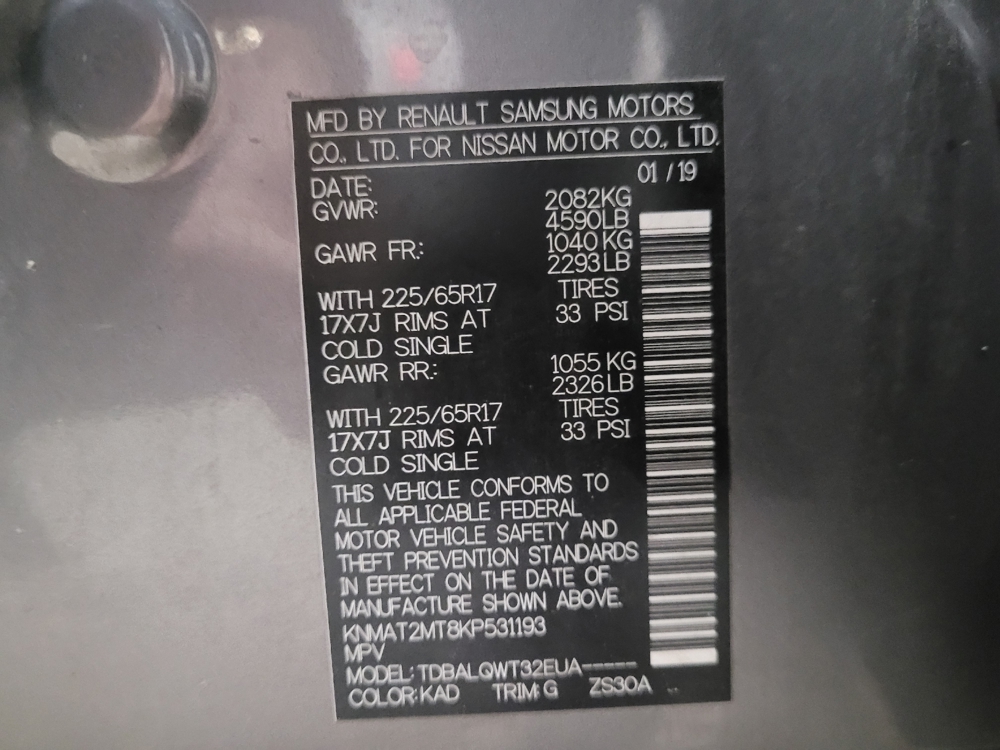 MFD BY RENAULT SAMSUNG MOTORS
CO., LTD. FOR NISSAN MOTOR CO., LTD.
DATE: 01 / 19
GVWR: 2082KG
4590LB
GAWR FR.: 1040 KG
2293 LB
WITH 225/65R17 TIRES
17X7J RIMS AT 33 PSI
COLD SINGLE
GAWR RR.: 1055 KG
2326 LB
WITH 225/65R17 TIRES
17X7J RIMS AT 33 PSI
COLD SINGLE
THIS VEHICLE CONFORMS TO
ALL APPLICABLE FEDERAL
MOTOR VEHICLE SAFETY AND
THEFT PREVENTION STANDARDS
IN EFFECT ON THE DATE OF
MANUFACTURE SHOWN ABOVE.
KNMAT2MT8KP531193
MPV
MODEL: TDBALQWT32EUA-----
COLOR: KAD TRIM: G ZS30A